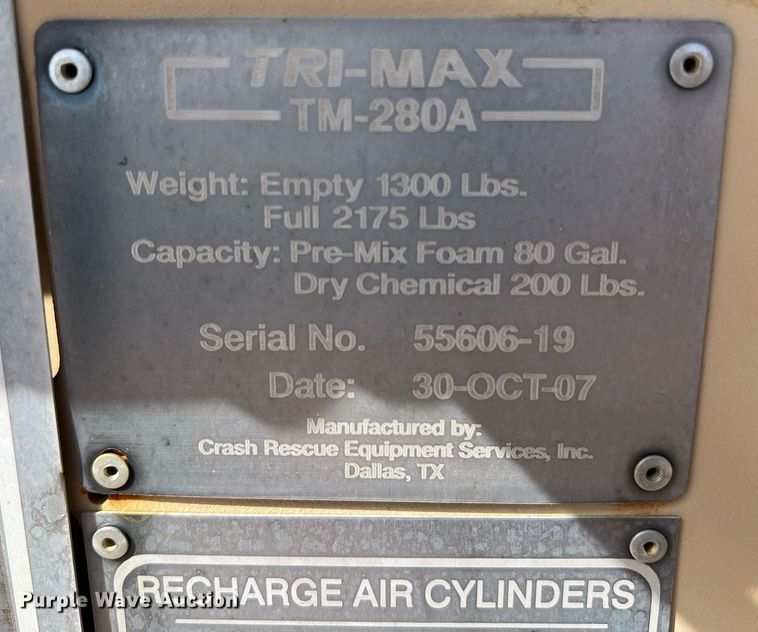 TRI-MAX
TM-280A
Weight: Empty 1300 Lbs.
Full 2175 Lbs
Capacity: Pre-Mix Foam 80 Gal.
Dry Chemical 200 Lbs.
Serial No. 55606-19
Date: 30-OCT-07
Manufactured by:
Crash Rescue Equipment Services, Inc.
Dallas, TX
RECHARGE AIR CYLINDERS
Purple Wave Auction